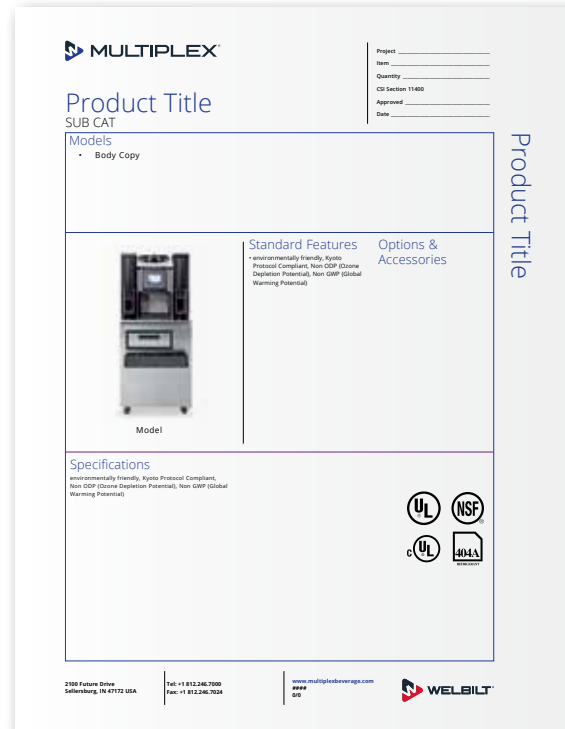 MULTIPLEX
Project
Item
Quantity
CSI Section 11400
Approved
Date
Product Title
SUB CAT
Models
• Body Copy
Product Title
Standard Features
• environmentally friendly, Kyoto
Protocol Compliant, Non ODP (Ozone
Depletion Potential), Non GWP (Global
Warming Potential)
Options &
Accessories
Model
Specifications
environmentally friendly, Kyoto Protocol Compliant,
Non ODP (Ozone Depletion Potential), Non GWP (Global
Warming Potential)
UL
NSF
C UL
404A
REFRIGERANT
2100 Future Drive
Sellersburg, IN 47172 USA
Tel: +1 812.246.7000
Fax: +1 812.246.7024
www.multiplexbeverage.com
####
0/0
WELBILT